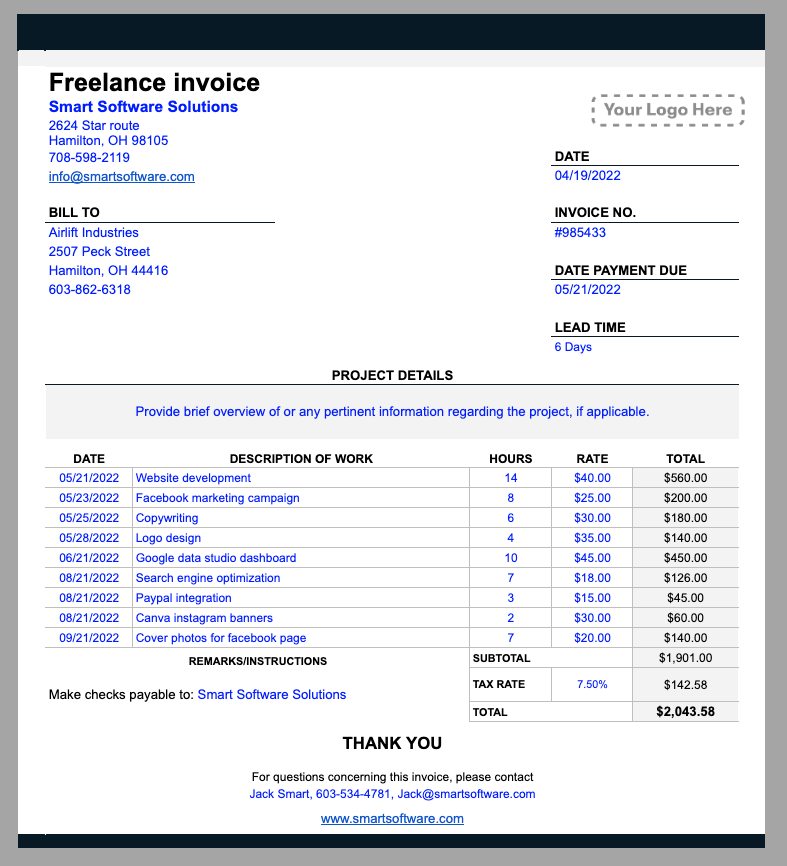 Freelance invoice
Smart Software Solutions
2624 Star route
Hamilton, OH 98105
708-598-2119
info@smartsoftware.com
Your Logo Here
DATE
04/19/2022
BILL TO
Airlift Industries
2507 Peck Street
Hamilton, OH 44416
603-862-6318
INVOICE NO.
#985433
DATE PAYMENT DUE
05/21/2022
LEAD TIME
6 Days
PROJECT DETAILS
Provide brief overview of or any pertinent information regarding the project, if applicable.
DATE DESCRIPTION OF WORK HOURS RATE TOTAL
05/21/2022 Website development 14 $40.00 $560.00
05/23/2022 Facebook marketing campaign 8 $25.00 $200.00
05/25/2022 Copywriting 6 $30.00 $180.00
05/28/2022 Logo design 4 $35.00 $140.00
06/21/2022 Google data studio dashboard 10 $45.00 $450.00
08/21/2022 Search engine optimization 7 $18.00 $126.00
08/21/2022 Paypal integration 3 $15.00 $45.00
08/21/2022 Canva instagram banners 2 $30.00 $60.00
09/21/2022 Cover photos for facebook page 7 $20.00 $140.00
REMARKS/INSTRUCTIONS
Make checks payable to: Smart Software Solutions
SUBTOTAL $1,901.00
TAX RATE 7.50% $142.58
TOTAL $2,043.58
THANK YOU
For questions concerning this invoice, please contact
Jack Smart, 603-534-4781, Jack@smartsoftware.com
www.smartsoftware.com